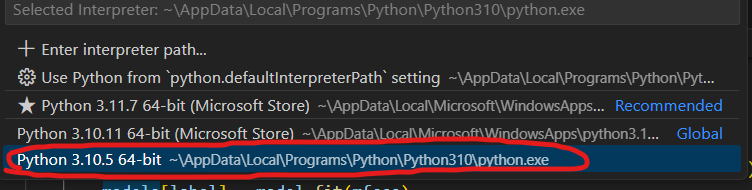 Selected Interpreter: ~\AppData\Local\Programs\Python\Python310\python.exe
Enter interpreter path...
Use Python from `python.defaultInterpreterPath` setting ~\AppData\Local\Programs\Python\Pyt...
Python 3.11.7 64-bit (Microsoft Store) ~\AppData\Local\Microsoft\WindowsApps... Recommended
Python 3.10.11 64-bit (Microsoft Store) ~\AppData\Local\Microsoft\WindowsApps\python3.1... Global
Python 3.10.5 64-bit ~\AppData\Local\Programs\Python\Python310\python.exe